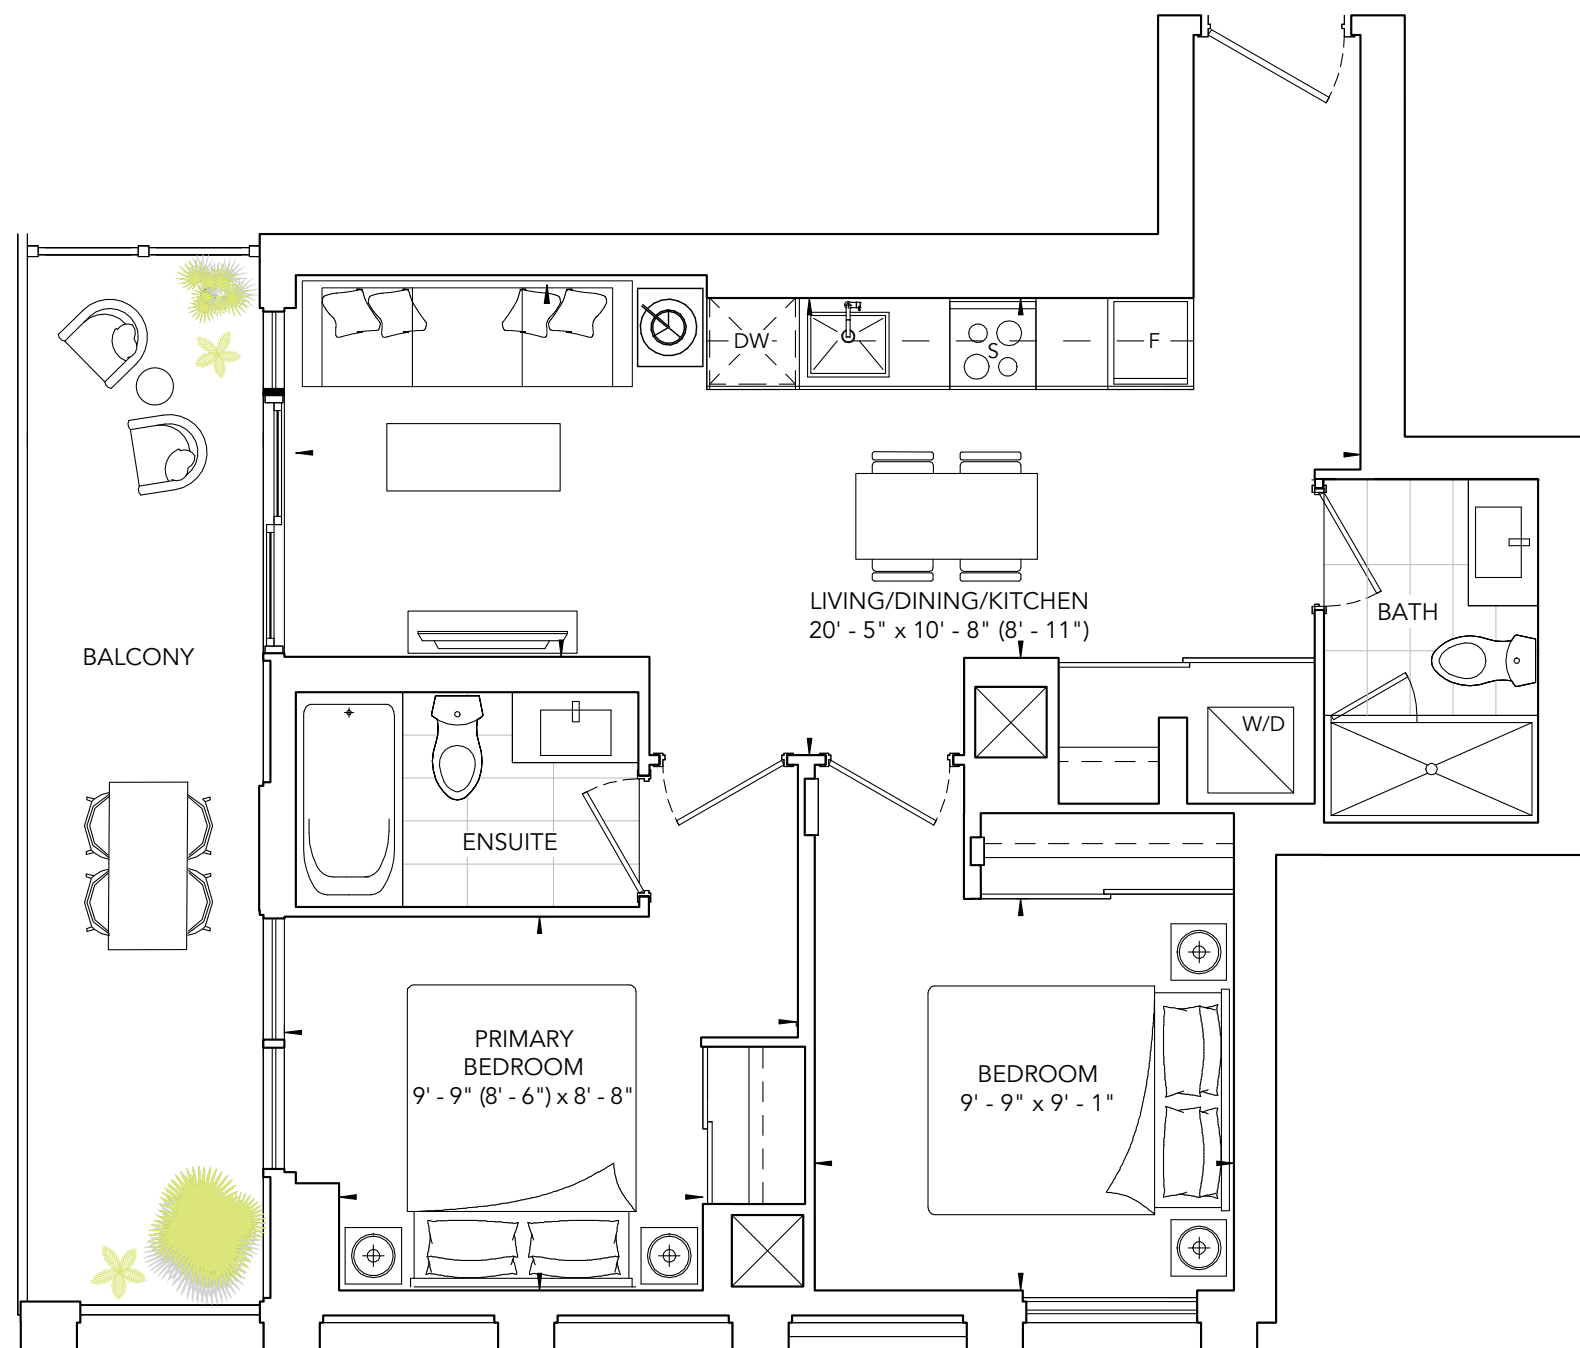 DW
S
F
LIVING/DINING/KITCHEN
20' - 5" x 10' - 8" (8' - 11")
BATH
BALCONY
W/D
ENSUITE
PRIMARY
BEDROOM
9' - 9" (8' - 6") x 8' - 8"
BEDROOM
9' - 9" x 9' - 1"